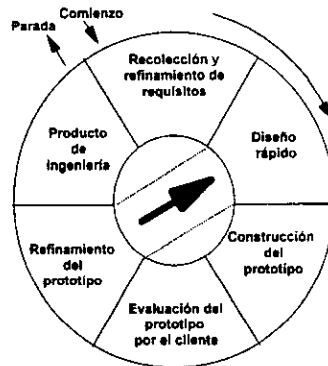 Parada
Comienzo
Recolección y
refinamiento de
requisitos
Diseño
rápido
Construcción
del
prototipo
Evaluación del
prototipo
por el cliente
Refinamiento
del
prototipo
Producto
de
ingeniería